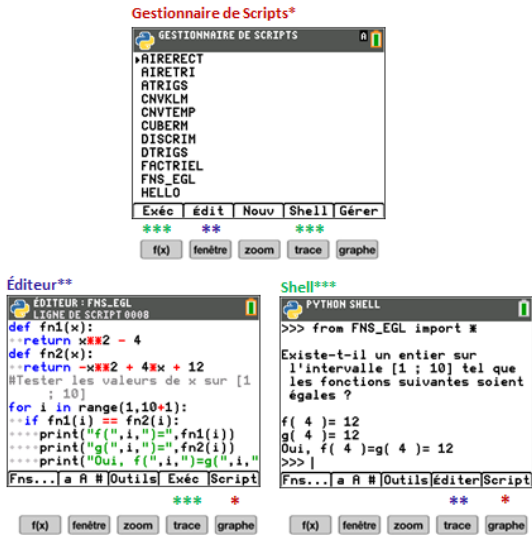 Gestionnaire de Scripts*
GESTIONNAIRE DE SCRIPTS
A
▸AIRERECT
AIRETRI
ATRIGS
CNVKLM
CNVTEMP
CUBERM
DISCRIM
DTRIGS
FACTRIEL
FNS_EGL
HELLO
Exéc édit Nouv Shell Gérer
*** ** ***
f(x) fenêtre zoom trace graphe
Éditeur**
ÉDITEUR : FNS_EGL
LIGNE DE SCRIPT 0008
def fn1(x):
··return x**2 - 4
def fn2(x):
··return -x**2 + 4*x + 12
#Tester les valeurs de x sur [1
; 10]
for i in range(1,10+1):
··if fn1(i) == fn2(i):
····print("f(",i,")=",fn1(i))
····print("g(",i,")=",fn2(i))
····print("Oui, f(",i,")=g(",i,"
Fns... a A # Outils Exéc Script
*** *
f(x) fenêtre zoom trace graphe
Shell***
PYTHON SHELL
>>> from FNS_EGL import *
Existe-t-il un entier sur
l'intervalle [1 ; 10] tel que
les fonctions suivantes soient
égales ?
f( 4 )= 12
g( 4 )= 12
Oui, f( 4 )=g( 4 )= 12
>>> |
Fns... a A # Outils éditer Script
** *
f(x) fenêtre zoom trace graphe